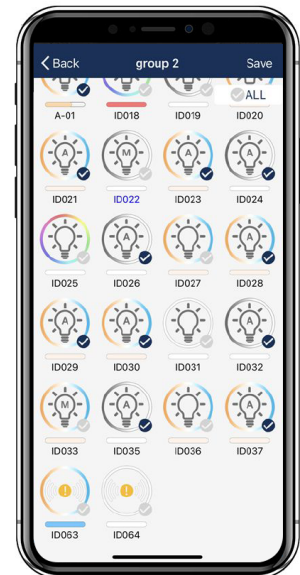 Back group 2 Save
ALL
A-01 ID018 ID019 ID020
A M A A
ID021 ID022 ID023 ID024
A A
ID025 ID026 ID027 ID028
A A A
ID029 ID030 ID031 ID032
M A A A
ID033 ID035 ID036 ID037
! !
ID063 ID064